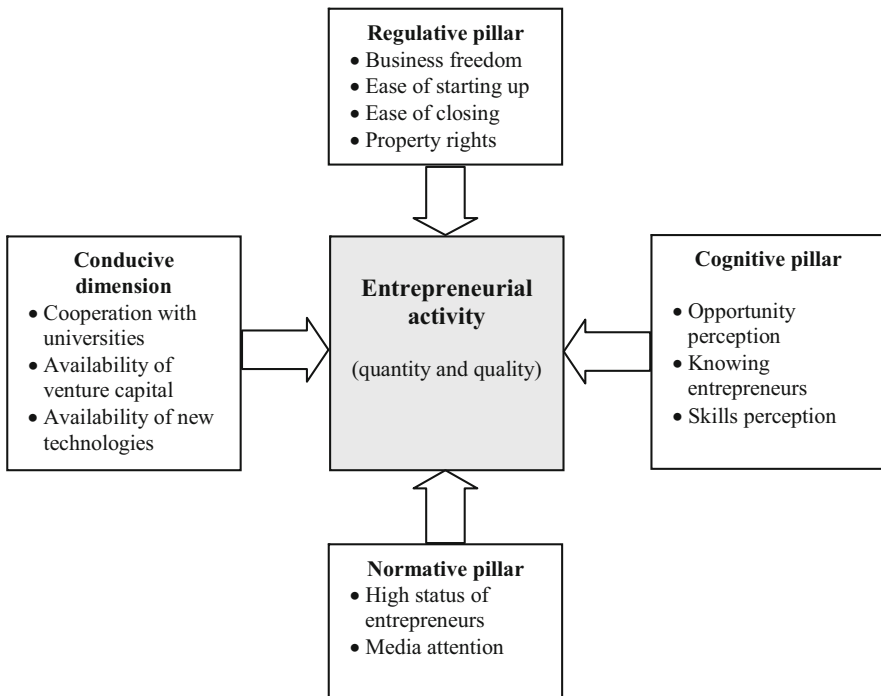 Regulative pillar
• Business freedom
• Ease of starting up
• Ease of closing
• Property rights
Conducive
dimension
• Cooperation with
universities
• Availability of
venture capital
• Availability of new
technologies
Entrepreneurial
activity
(quantity and quality)
Cognitive pillar
• Opportunity
perception
• Knowing
entrepreneurs
• Skills perception
Normative pillar
• High status of
entrepreneurs
• Media attention